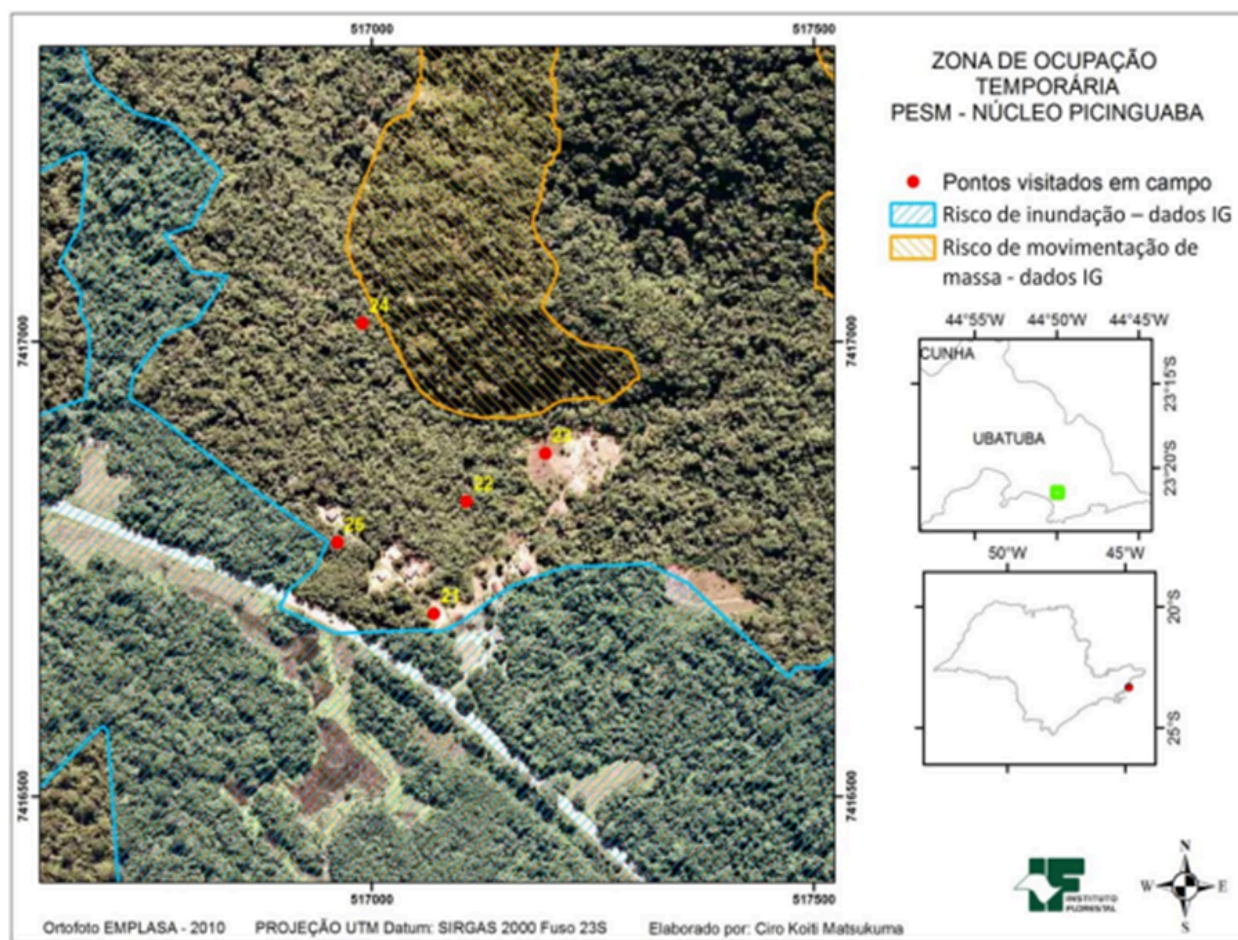 517000
517500
ZONA DE OCUPAÇÃO
TEMPORÁRIA
PESM - NÚCLEO PICINGUABA
Pontos visitados em campo
Risco de inundação – dados IG
Risco de movimentação de
massa - dados IG
24
7417000
7417000
23
22
25
21
7416500
7416500
44°55'W 44°50'W 44°45'W
CUNHA
UBATUBA
23°15'S
23°20'S
50°W 45°W
20°S
25°S
517000
517500
IF
INSTITUTO
FLORESTAL
N
W E
S
Ortofoto EMPLASA - 2010 PROJEÇÃO UTM Datum: SIRGAS 2000 Fuso 23S Elaborado por: Ciro Koiti Matsukuma